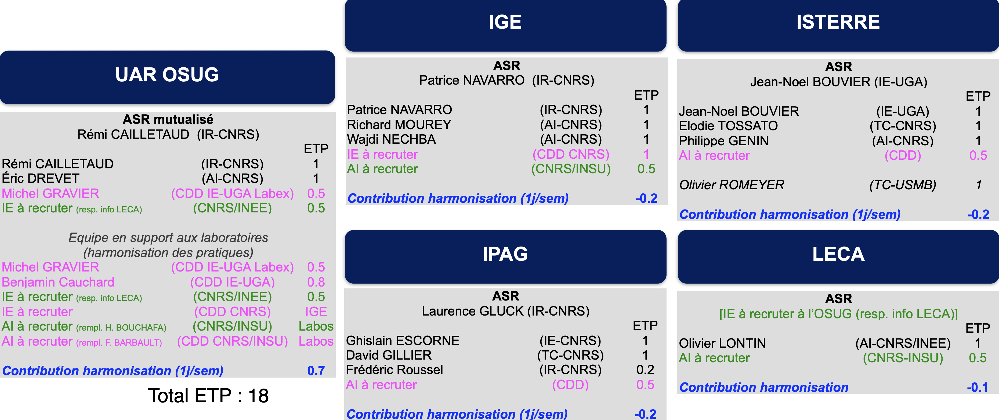 UAR OSUG
ASR mutualisé
Rémi CAILLETAUD (IR-CNRS)
ETP
Rémi CAILLETAUD (IR-CNRS) 1
Éric DREVET (AI-CNRS) 1
Michel GRAVIER (CDD IE-UGA Labex) 0.5
IE à recruter (resp. info LECA) (CNRS/INEE) 0.5
Equipe en support aux laboratoires
(harmonisation des pratiques)
Michel GRAVIER (CDD IE-UGA Labex) 0.5
Benjamin Cauchard (CDD IE-UGA) 0.8
IE à recruter (resp. info LECA) (CNRS/INEE) 0.5
IE à recruter (CDD CNRS) IGE
AI à recruter (rempl. H. BOUCHAFA) (CNRS/INSU) Labos
AI à recruter (rempl. F. BARBAULT) (CDD CNRS/INSU) Labos
Contribution harmonisation (1j/sem) 0.7
Total ETP : 18
IGE
ASR
Patrice NAVARRO (IR-CNRS)
ETP
Patrice NAVARRO (IR-CNRS) 1
Richard MOUREY (AI-CNRS) 1
Wajdi NECHBA (AI-CNRS) 1
IE à recruter (CDD CNRS) 1
AI à recruter (CNRS/INSU) 0.5
Contribution harmonisation (1j/sem) -0.2
IPAG
ASR
Laurence GLUCK (IR-CNRS)
ETP
Ghislain ESCORNE (IE-CNRS) 1
David GILLIER (TC-CNRS) 1
Frédéric Roussel (IR-CNRS) 0.2
AI à recruter (CDD) 0.5
Contribution harmonisation (1j/sem) -0.2
ISTERRE
ASR
Jean-Noel BOUVIER (IE-UGA)
ETP
Jean-Noel BOUVIER (IE-UGA) 1
Elodie TOSSATO (TC-CNRS) 1
Philippe GENIN (AI-CNRS) 1
AI à recruter (CDD) 0.5
Olivier ROMEYER (TC-USMB) 1
Contribution harmonisation (1j/sem) -0.2
LECA
ASR
[IE à recruter à l’OSUG (resp. info LECA)]
ETP
Olivier LONTIN (AI-CNRS/INEE) 1
AI à recruter (CNRS-INSU) 0.5
Contribution harmonisation -0.1